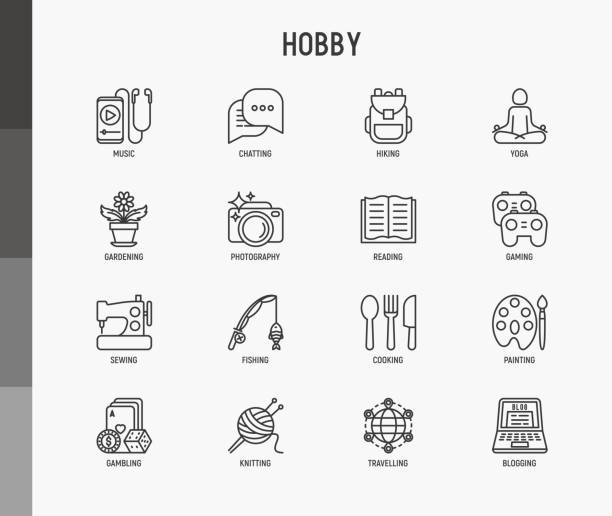 HOBBY
MUSIC
CHATTING
HIKING
YOGA
GARDENING
PHOTOGRAPHY
READING
GAMING
SEWING
FISHING
COOKING
PAINTING
A
$
BLOG
GAMBLING
KNITTING
TRAVELLING
BLOGGING